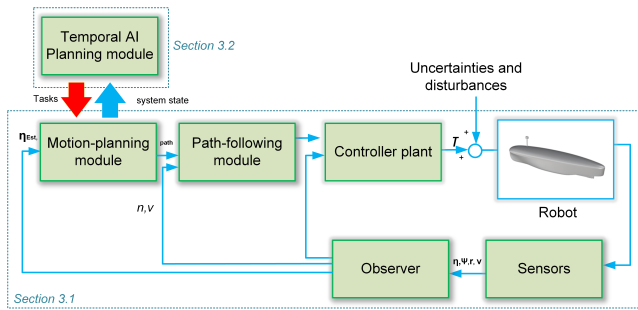 Temporal AI
Planning module
Section 3.2
Tasks
system state
Uncertainties and
disturbances
ηEst,
Motion-planning
module
path
Path-following
module
Controller plant
T
+
+
Robot
n,v
Observer
η,Ψ,r, v
Sensors
Section 3.1